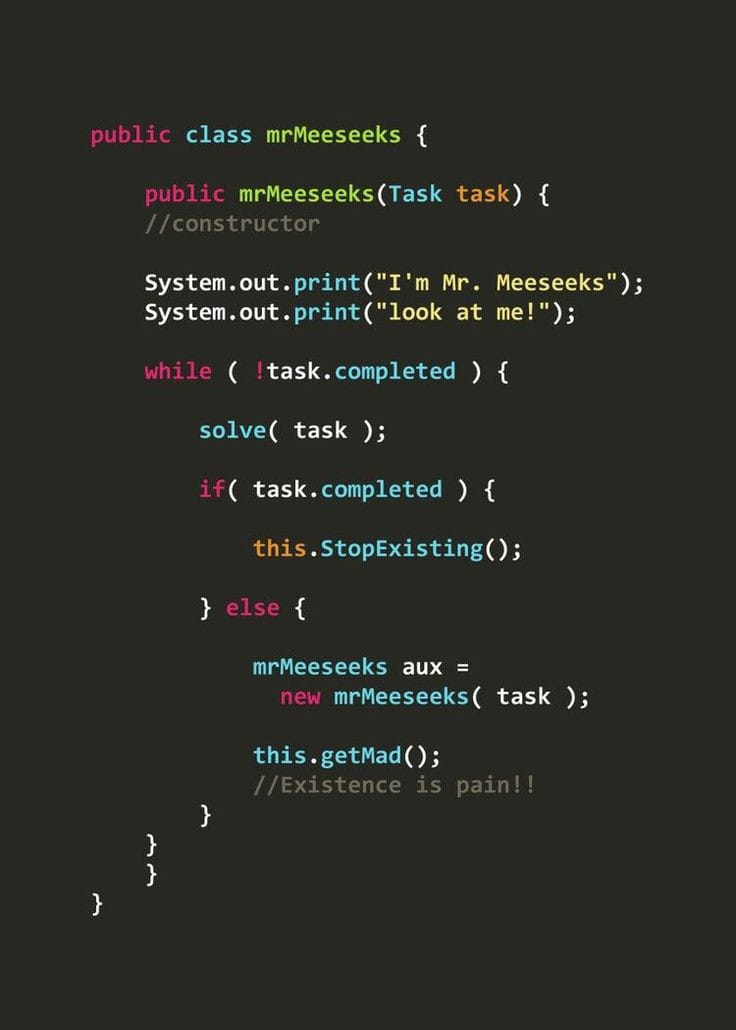 public class mrMeeseeks {
public mrMeeseeks(Task task) {
//constructor
System.out.print("I'm Mr. Meeseeks");
System.out.print("look at me!");
while ( !task.completed ) {
solve( task );
if( task.completed ) {
this.StopExisting();
} else {
mrMeeseeks aux =
new mrMeeseeks( task );
this.getMad();
//Existence is pain!!
}
}
}
}